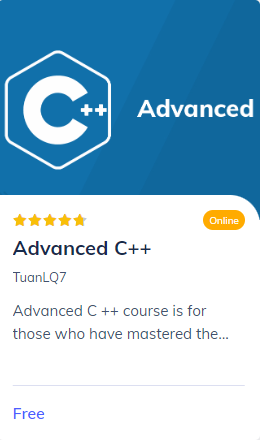 C++
Advanced
Online
Advanced C++
TuanLQ7
Advanced C ++ course is for
those who have mastered the...
Free